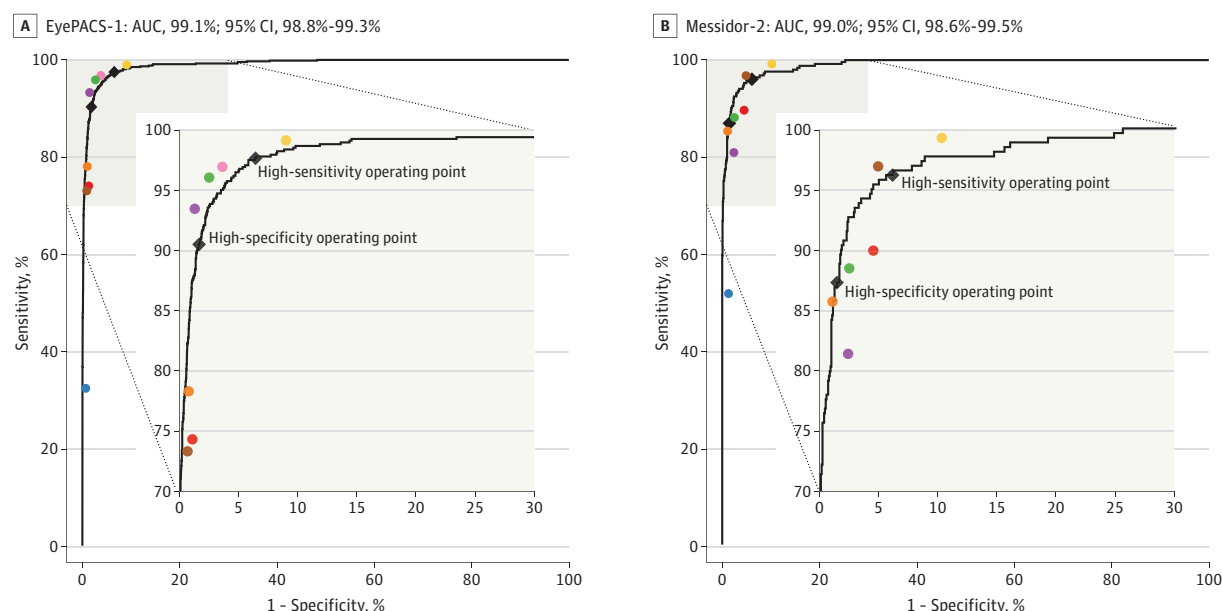 A EyePACS-1: AUC, 99.1%; 95% CI, 98.8%-99.3%
100
80
60
40
20
0
Sensitivity, %
0 20 40 60 80 100
1 - Specificity, %
100
95
90
85
80
75
70
0 5 10 15 20 25 30
High-sensitivity operating point
High-specificity operating point
B Messidor-2: AUC, 99.0%; 95% CI, 98.6%-99.5%
100
80
60
40
20
0
Sensitivity, %
0 20 40 60 80 100
1 - Specificity, %
100
95
90
85
80
75
70
0 5 10 15 20 25 30
High-sensitivity operating point
High-specificity operating point